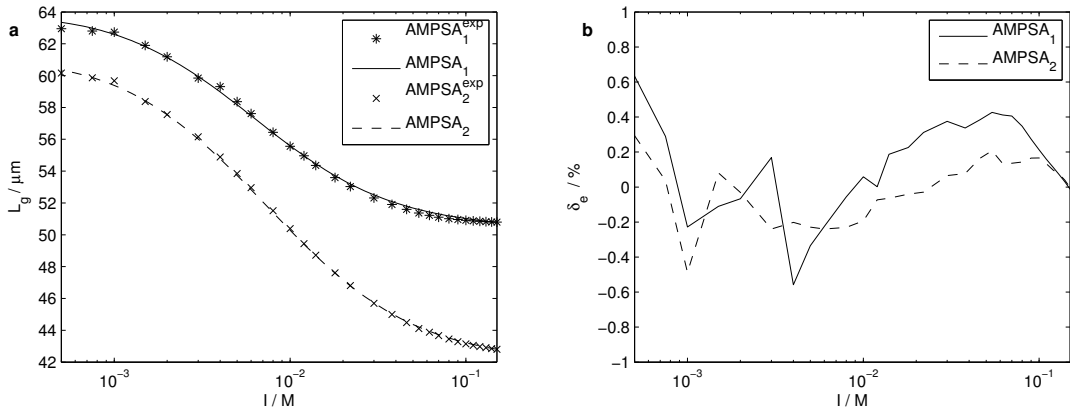 a
64
62
60
58
56
54
52
50
48
46
44
42
L_g / μm
10^−3
10^−2
10^−1
I / M
AMPSA_1^exp
AMPSA_1
AMPSA_2^exp
AMPSA_2
b
1
0.8
0.6
0.4
0.2
0
−0.2
−0.4
−0.6
−0.8
−1
δ_e / %
10^−3
10^−2
10^−1
I / M
AMPSA_1
AMPSA_2